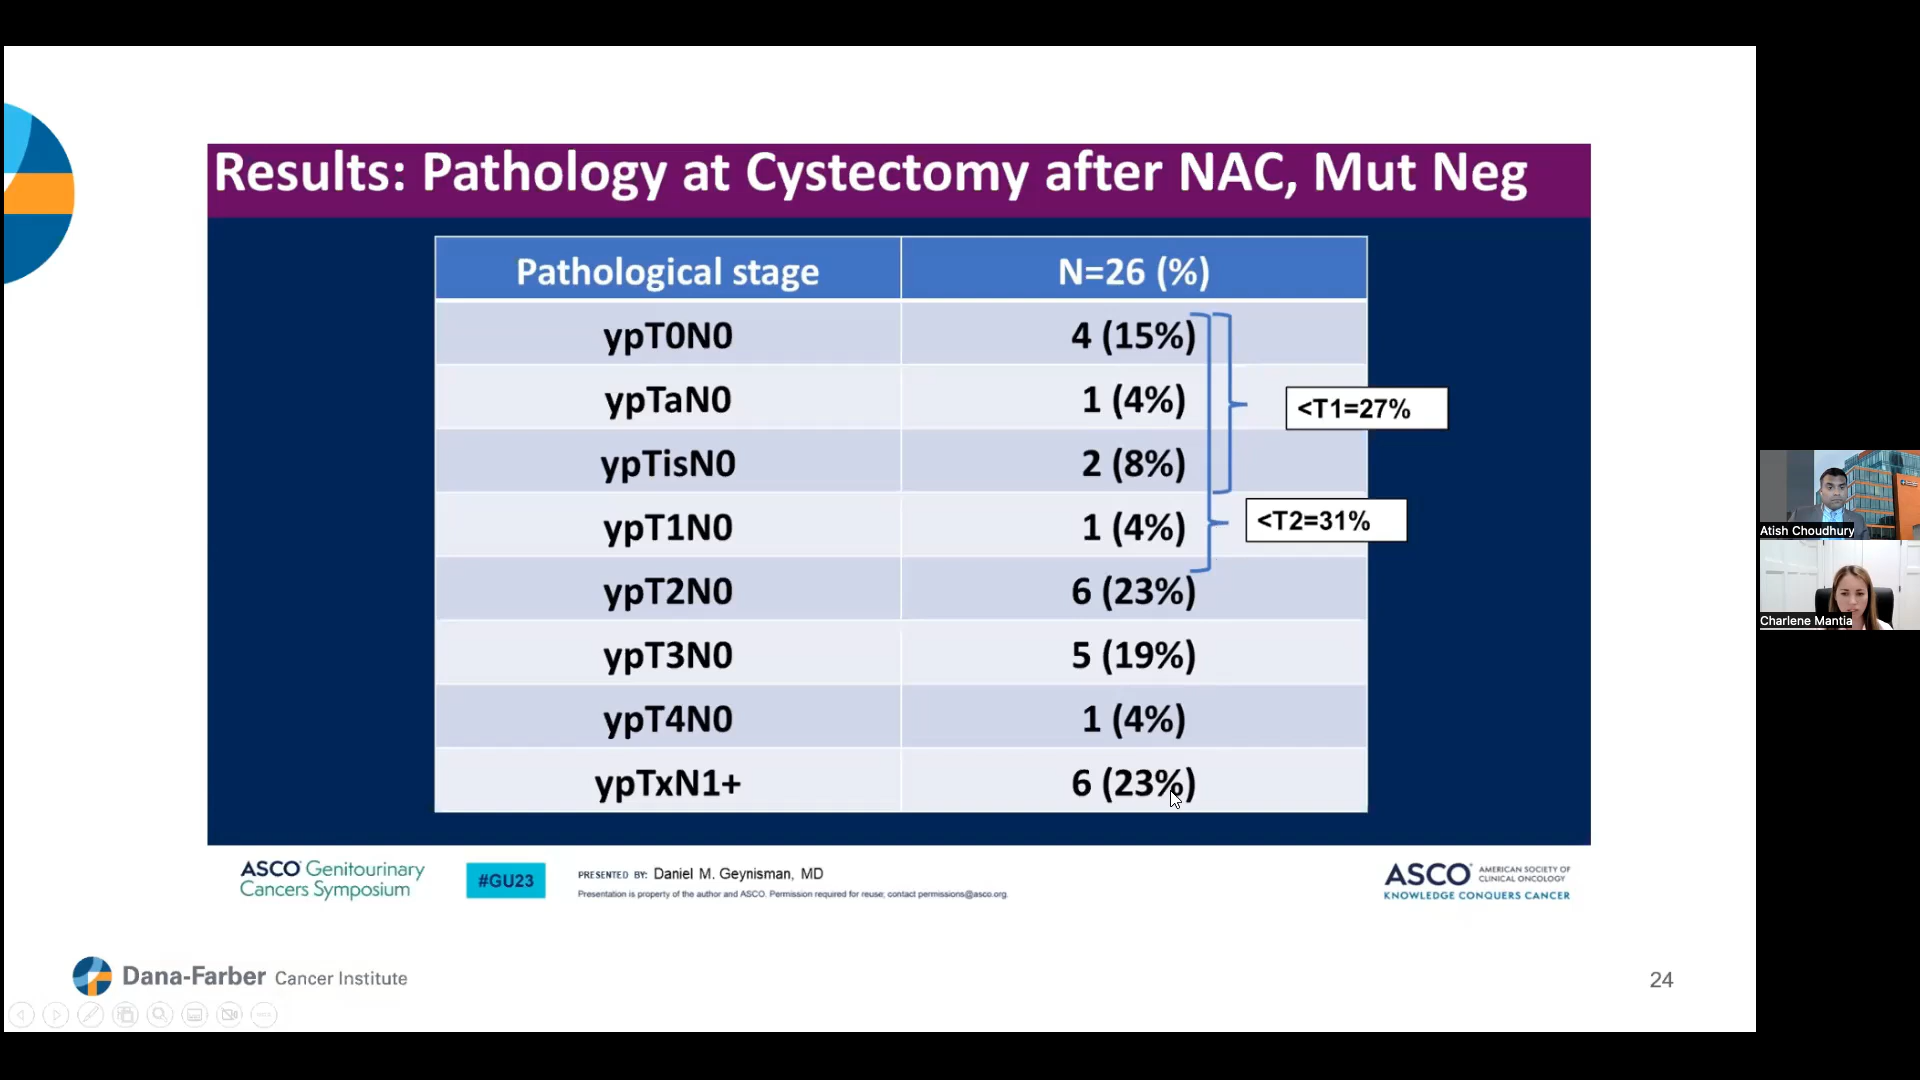 Results: Pathology at Cystectomy after NAC, Mut Neg
Pathological stage N=26 (%)
ypT0N0 4 (15%)
ypTaN0 1 (4%)
<T1=27%
ypTisN0 2 (8%)
ypT1N0 1 (4%)
<T2=31%
ypT2N0 6 (23%)
ypT3N0 5 (19%)
ypT4N0 1 (4%)
ypTxN1+ 6 (23%)
ASCO Genitourinary
Cancers Symposium
#GU23
PRESENTED BY: Daniel M. Geynisman, MD
Presentation is property of the author and ASCO. Permission required for reuse; contact permissions@asco.org.
ASCO AMERICAN SOCIETY OF
CLINICAL ONCOLOGY
KNOWLEDGE CONQUERS CANCER
Dana-Farber Cancer Institute
24
Atish Choudhury
Charlene Mantia